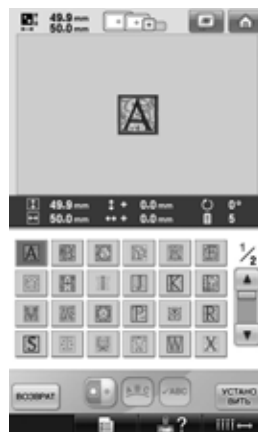 49.9 mm
50.0 mm
A
49.9 mm + 0.0 mm 0°
50.0 mm + 0.0 mm 5
A 1/2
J K
M P R
S W X
ВОЗВРАТ ABC ABC УСТАНО
ВИТЬ
?